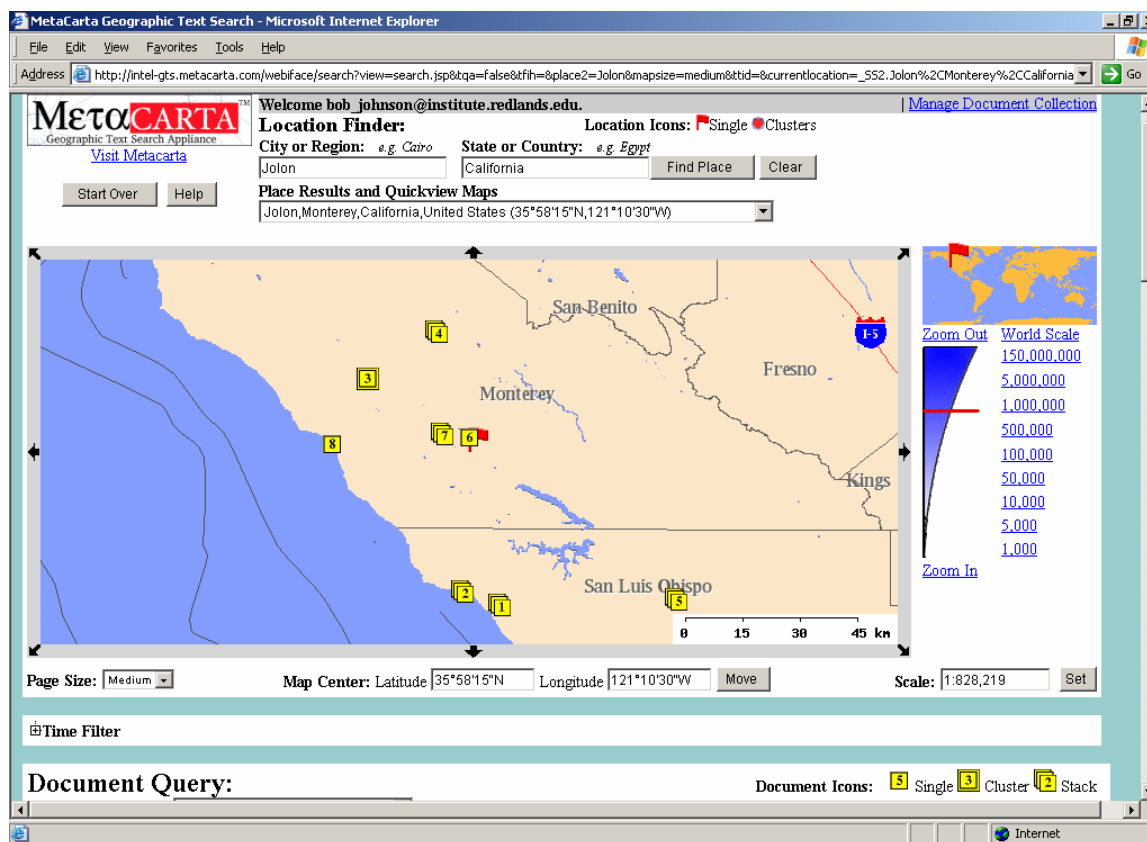 MetaCarta Geographic Text Search - Microsoft Internet Explorer
File Edit View Favorites Tools Help
Address http://intel-gts.metacarta.com/webiface/search?view=search.jsp&tqa=false&tfih=&place2=Jolon&mapsize=medium&ttid=&currentlocation=_SS2.Jolon%2CMonterey%2CCalifornia Go
MεταCARTA™
Geographic Text Search Appliance
Visit Metacarta
Start Over Help
Welcome bob_johnson@institute.redlands.edu. | Manage Document Collection
Location Finder: Location Icons: Single Clusters
City or Region: e.g. Cairo State or Country: e.g. Egypt
Jolon California Find Place Clear
Place Results and Quickview Maps
Jolon,Monterey,California,United States (35°58'15"N,121°10'30"W)
San Benito
4
I-5
Fresno
3
Monterey
8
7
6
Kings
2
1
San Luis Obispo
5
0 15 30 45 km
Zoom Out World Scale
150,000,000
5,000,000
1,000,000
500,000
100,000
50,000
10,000
5,000
1,000
Zoom In
Page Size: Medium Map Center: Latitude 35°58'15"N Longitude 121°10'30"W Move Scale: 1:828,219 Set
Time Filter
Document Query: Document Icons: 5 Single 3 Cluster 2 Stack
Internet